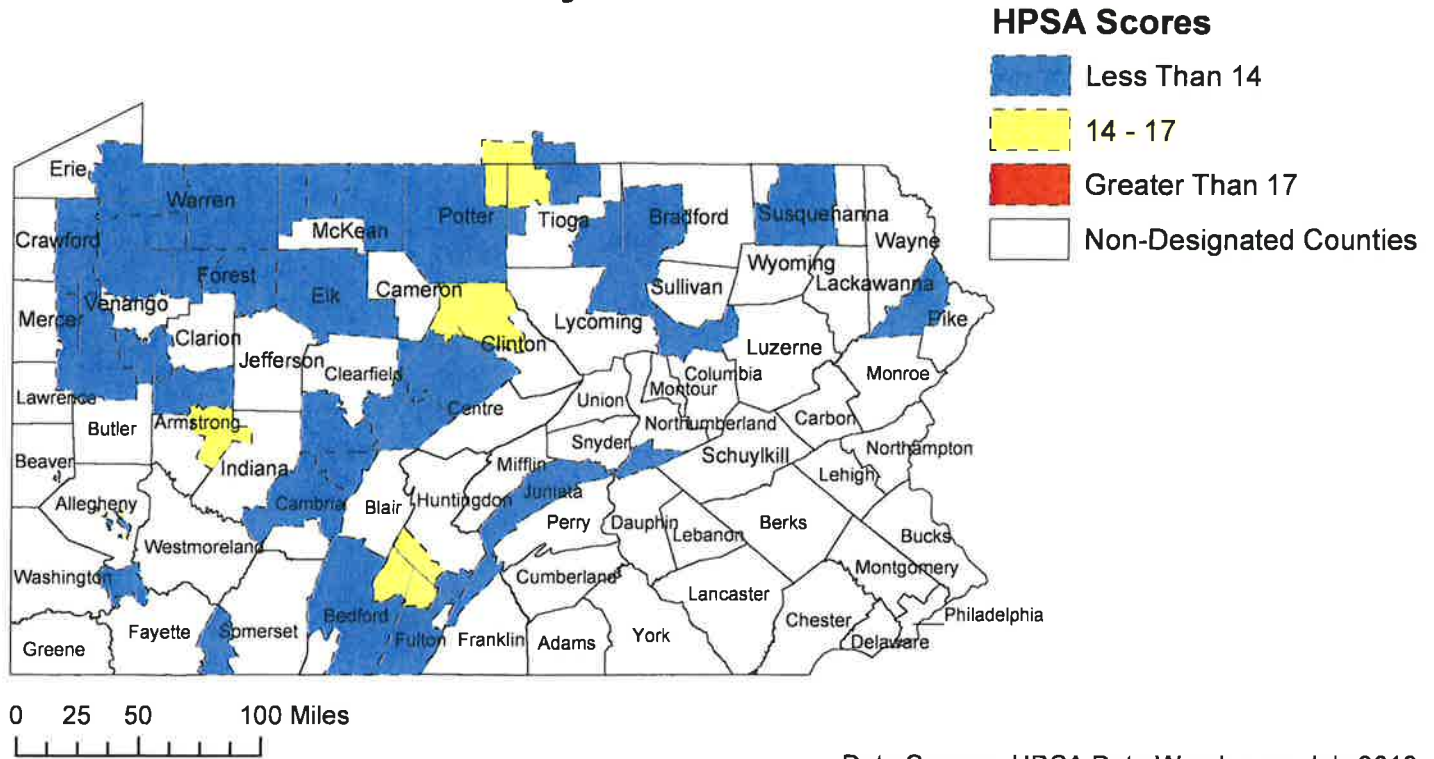 HPSA Scores
Less Than 14
14 - 17
Greater Than 17
Non-Designated Counties
Erie
Warren
McKean
Potter
Tioga
Bradford
Susquehanna
Wayne
Crawford
Forest
Elk
Cameron
Sullivan
Wyoming
Lackawanna
Venango
Mercer
Clarion
Jefferson
Clearfield
Clinton
Lycoming
Luzerne
Pike
Monroe
Columbia
Montour
Union
Centre
Lawrence
Butler
Armstrong
Northumberland
Carbon
Snyder
Schuylkill
Northampton
Lehigh
Beaver
Indiana
Mifflin
Juniata
Huntingdon
Allegheny
Cambria
Blair
Perry
Dauphin
Lebanon
Berks
Bucks
Westmoreland
Montgomery
Washington
Cumberland
Lancaster
Chester
Philadelphia
Delaware
Greene
Fayette
Somerset
Bedford
Fulton
Franklin
Adams
York
0 25 50 100 Miles